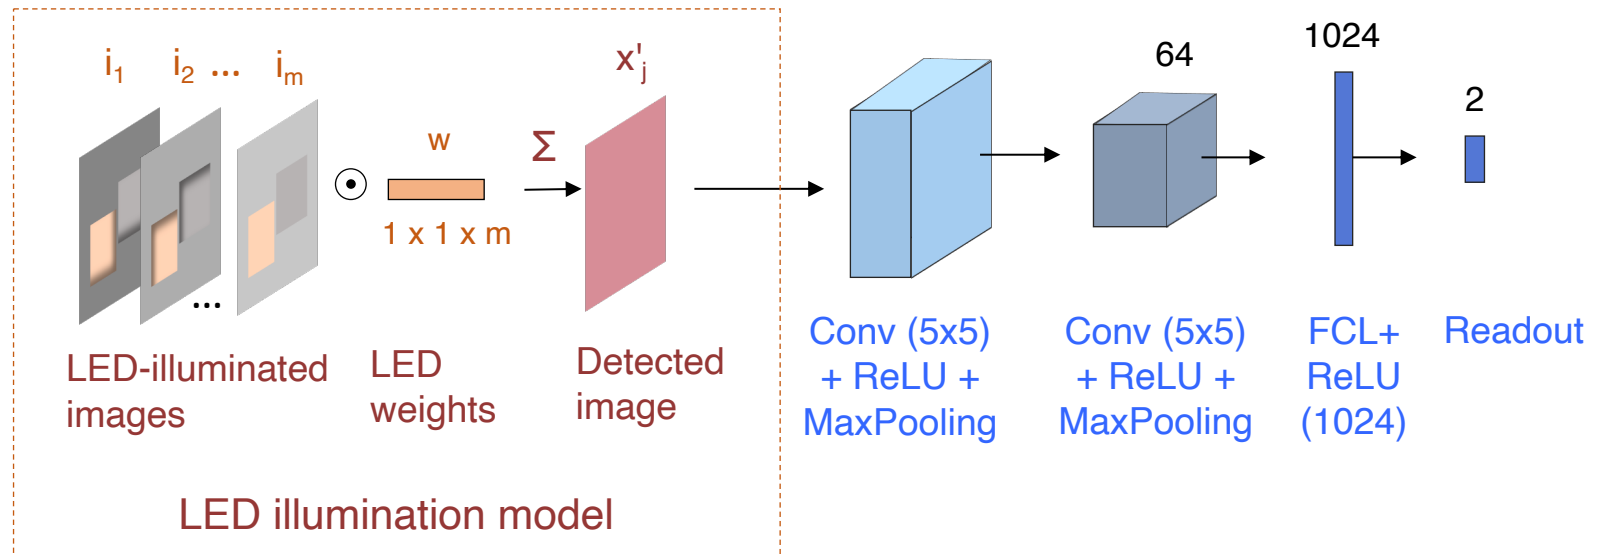 i1 i2 ... im
w
1 x 1 x m
...
Σ
x'j
64
1024
2
LED-illuminated
images
LED
weights
Detected
image
Conv (5x5)
+ ReLU +
MaxPooling
Conv (5x5)
+ ReLU +
MaxPooling
FCL+
ReLU
(1024)
Readout
LED illumination model